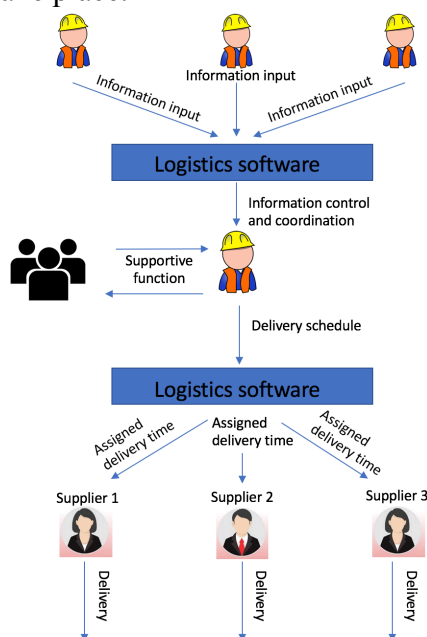 Information input
Information input
Information input
Logistics software
Information control
and coordination
Supportive
function
Delivery schedule
Logistics software
Assigned
delivery time
Assigned
delivery time
Assigned
delivery time
Supplier 1
Supplier 2
Supplier 3
Delivery
Delivery
Delivery